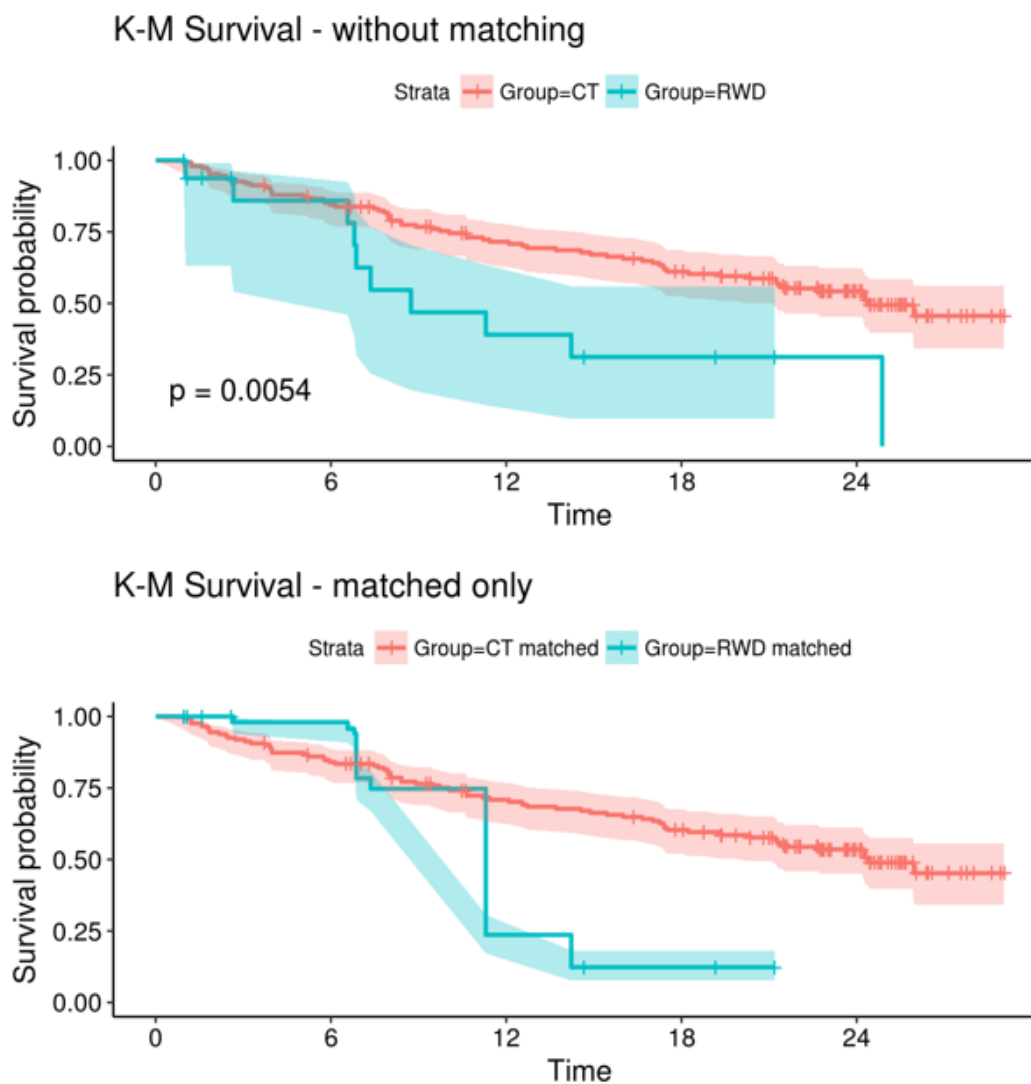 K-M Survival - without matching
Strata Group=CT Group=RWD
Survival probability
1.00
0.75
0.50
0.25
0.00
p = 0.0054
0 6 12 18 24
Time
K-M Survival - matched only
Strata Group=CT matched Group=RWD matched
Survival probability
1.00
0.75
0.50
0.25
0.00
0 6 12 18 24
Time